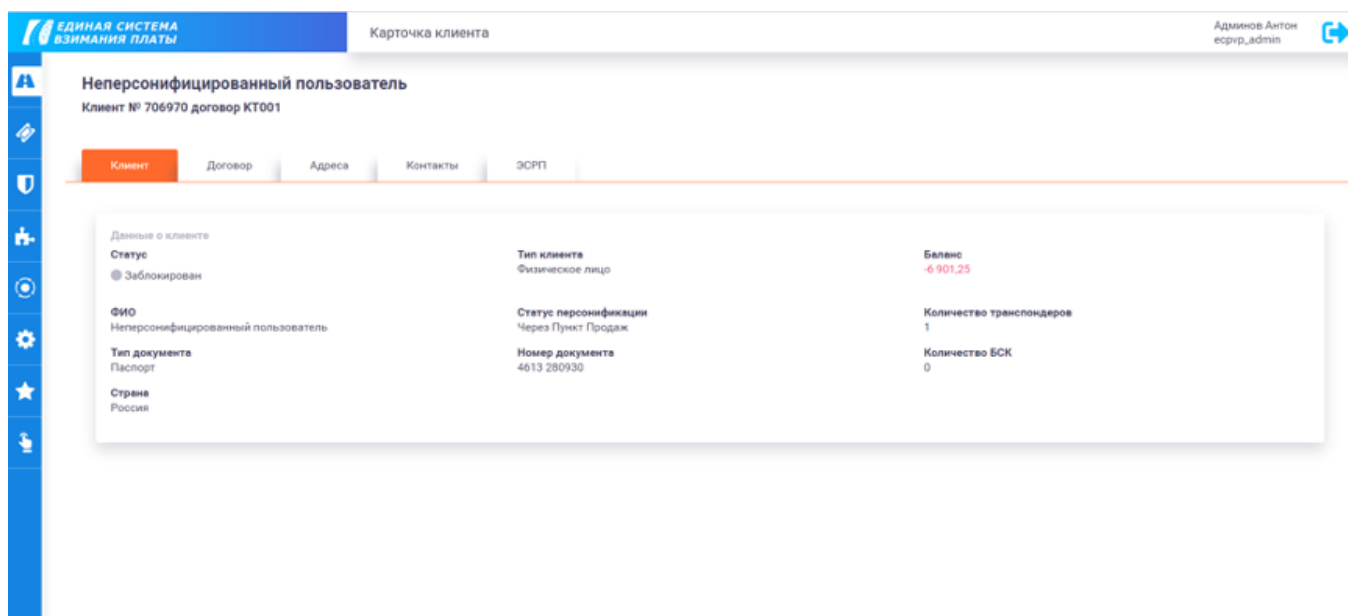 ЕДИНАЯ СИСТЕМА
ВЗИМАНИЯ ПЛАТЫ
Карточка клиента
Админов Антон
ecpvp_admin
Неперсонифицированный пользователь
Клиент № 706970 договор КТ001
Клиент
Договор
Адреса
Контакты
ЭСРП
Данные о клиенте
Статус
Заблокирован
Тип клиента
Физическое лицо
Баланс
-6 901,25
ФИО
Неперсонифицированный пользователь
Статус персонификации
Через Пункт Продаж
Количество транспондеров
1
Тип документа
Паспорт
Номер документа
4613 280930
Количество БСК
0
Страна
Россия